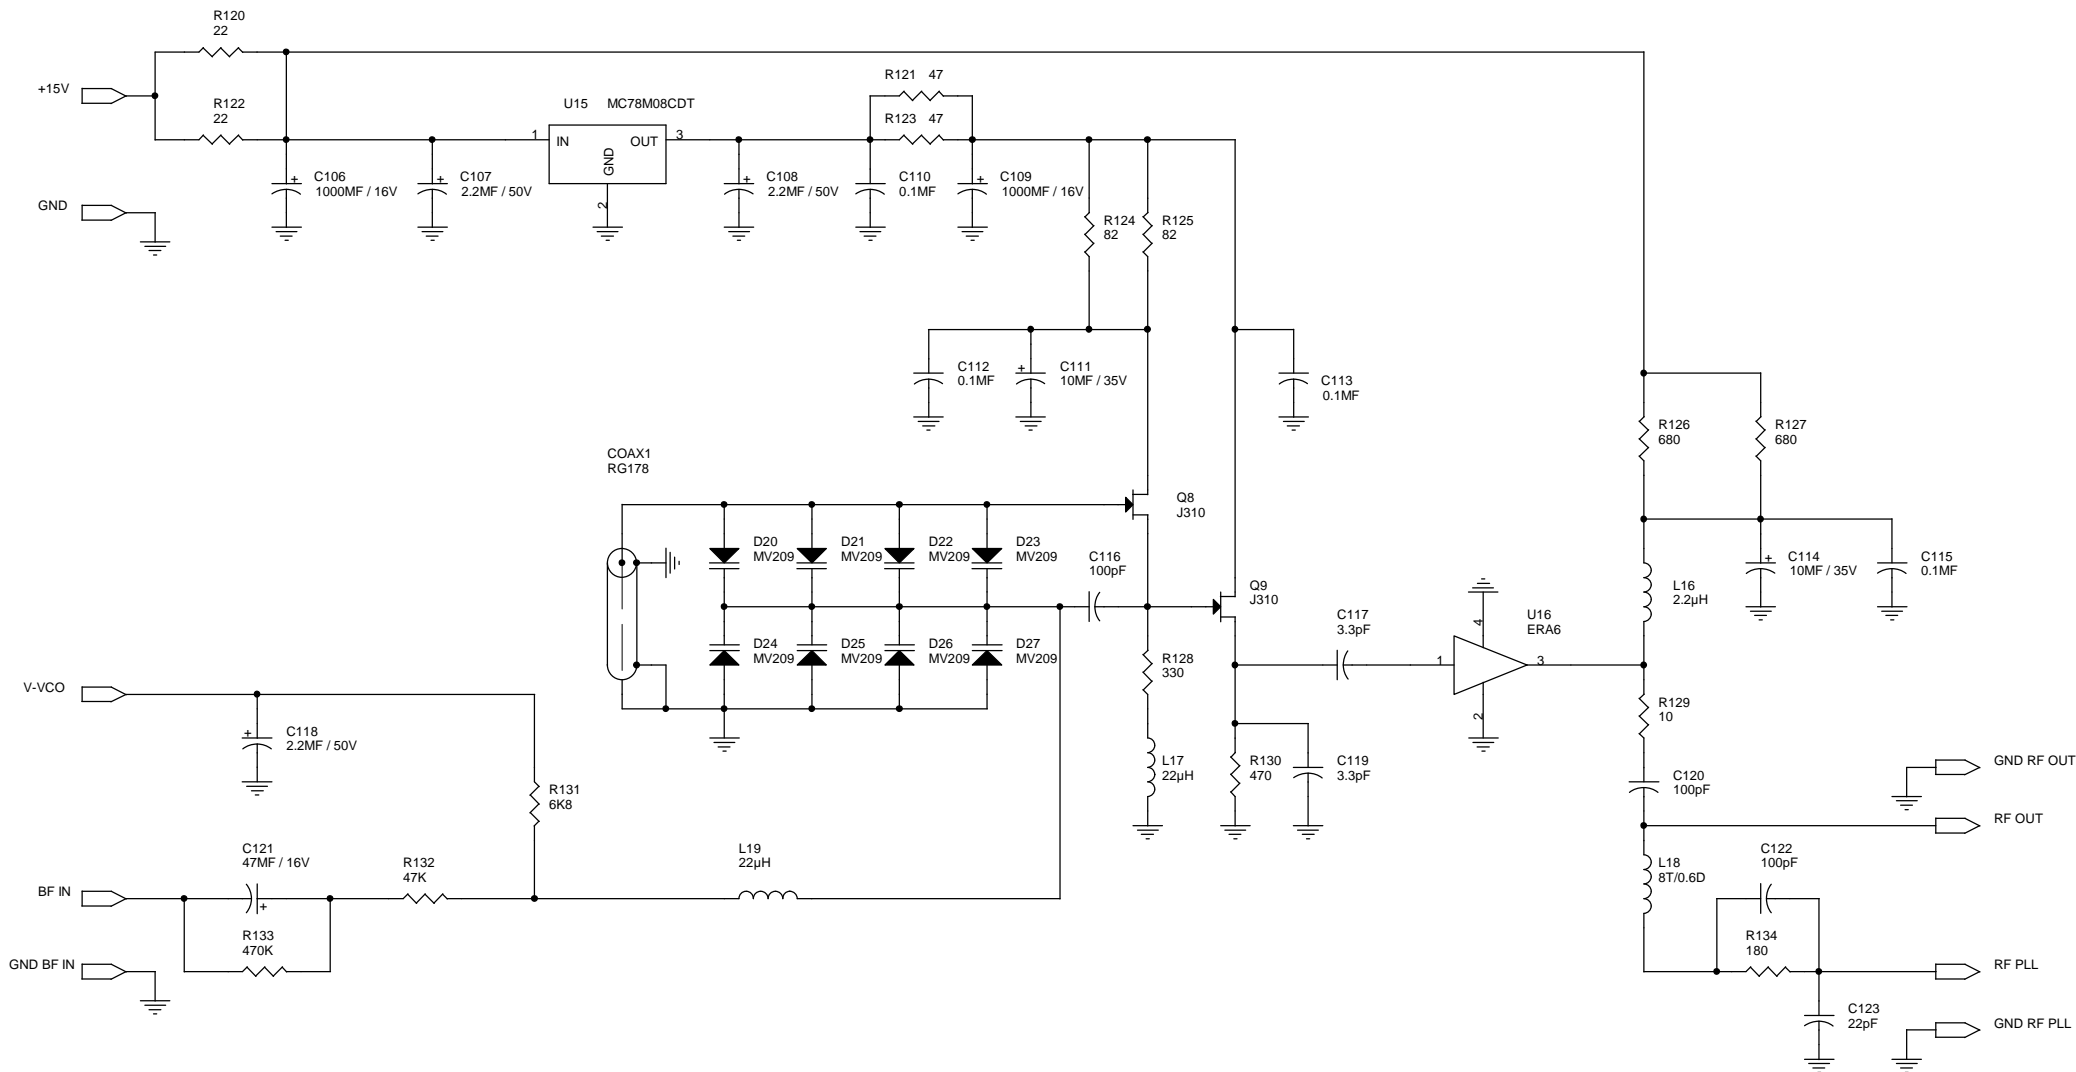 R120
22
+15V
R122
22
GND
C106
1000MF / 16V
C107
2.2MF / 50V
U15 MC78M08CDT
1
IN
OUT
3
GND
2
C108
2.2MF / 50V
R121 47
R123 47
C110
0.1MF
C109
1000MF / 16V
R124
82
R125
82
C112
0.1MF
C111
10MF / 35V
C113
0.1MF
R126
680
R127
680
COAX1
RG178
Q8
J310
D20
MV209
D21
MV209
D22
MV209
D23
MV209
C116
100pF
Q9
J310
C114
10MF / 35V
C115
0.1MF
L16
2.2µH
D24
MV209
D25
MV209
D26
MV209
D27
MV209
C117
3.3pF
U16
ERA6
4
1
3
2
R128
330
V-VCO
C118
2.2MF / 50V
R129
10
L17
22µH
R130
470
C119
3.3pF
GND RF OUT
R131
6K8
C120
100pF
RF OUT
C121
47MF / 16V
R132
47K
L19
22µH
L18
8T/0.6D
C122
100pF
BF IN
R133
470K
R134
180
GND BF IN
RF PLL
C123
22pF
GND RF PLL